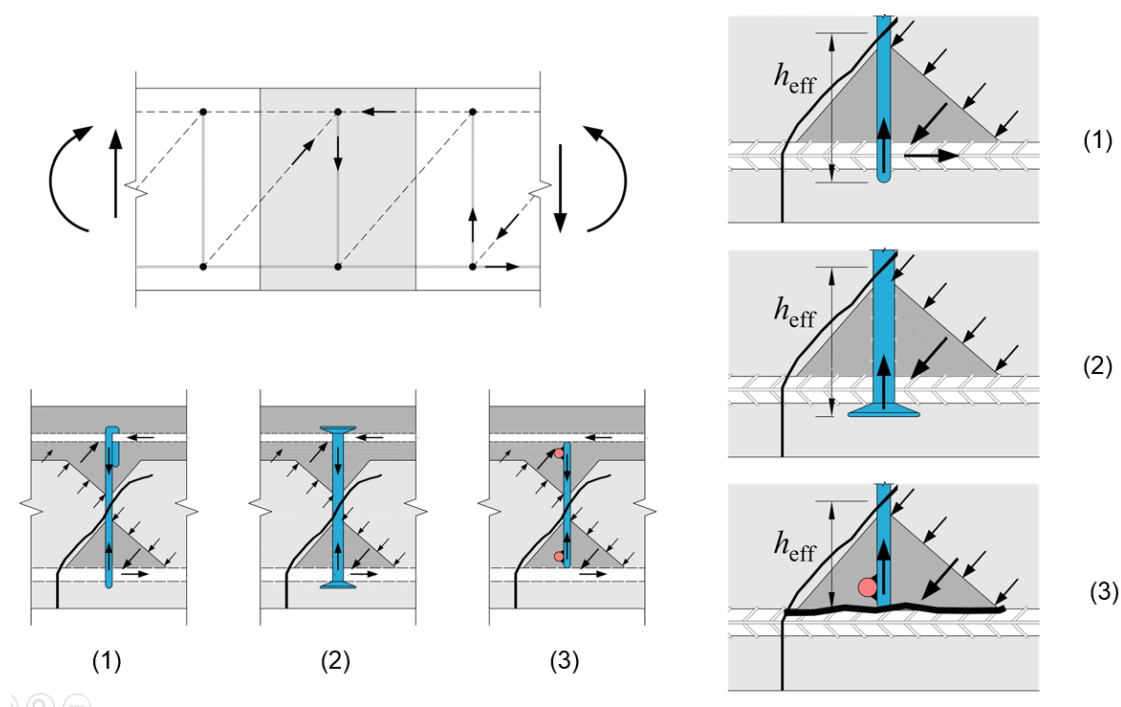 h_eff
(1)
h_eff
(2)
h_eff
(3)
(1) (2) (3)